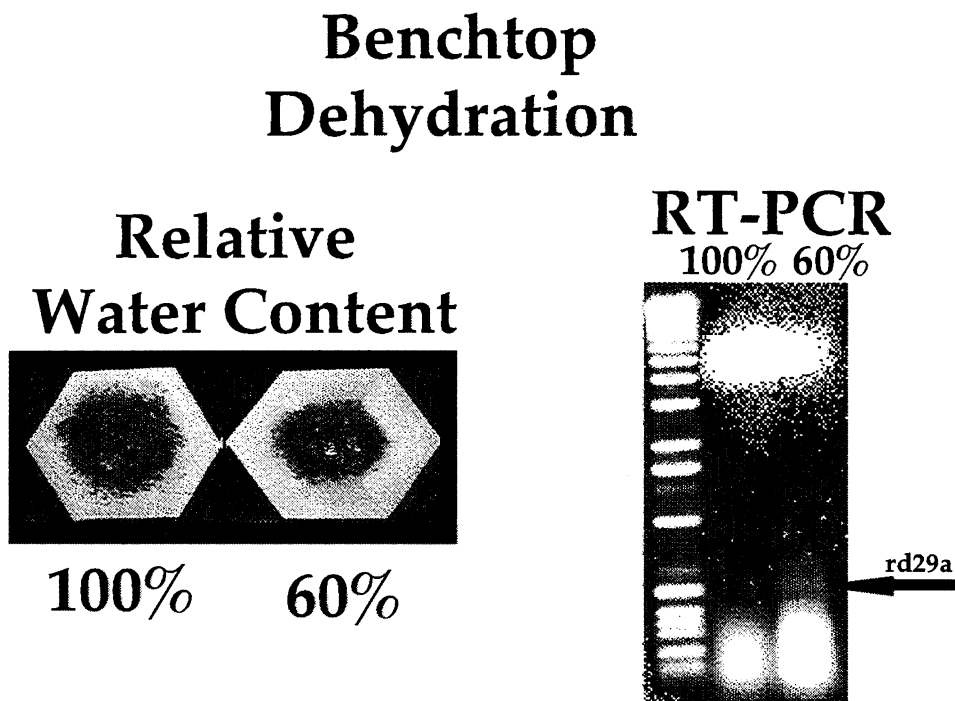 Benchtop
Dehydration
Relative
Water Content
100% 60%
RT-PCR
100% 60%
rd29a